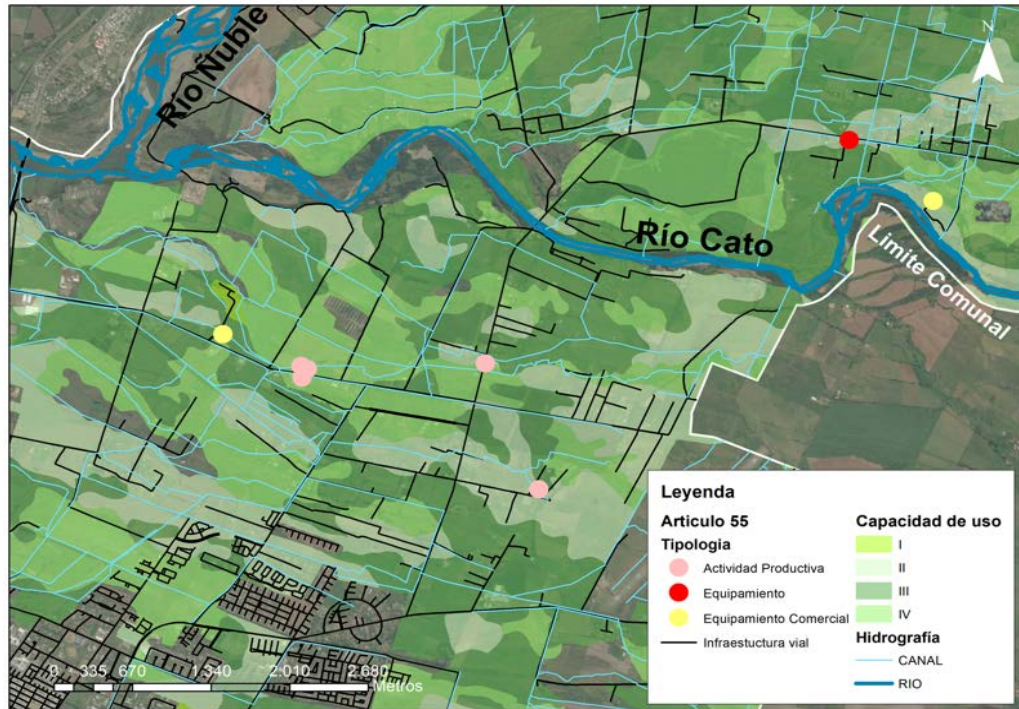 Río Ñuble
N
Río Cato
Limite Comunal
Leyenda
Articulo 55
Tipologia
Actividad Productiva
Equipamiento
Equipamiento Comercial
Infraestuctura vial
Capacidad de uso
I
II
III
IV
Hidrografía
CANAL
RIO
0 335 670 1.340 2.010 2.680
Metros